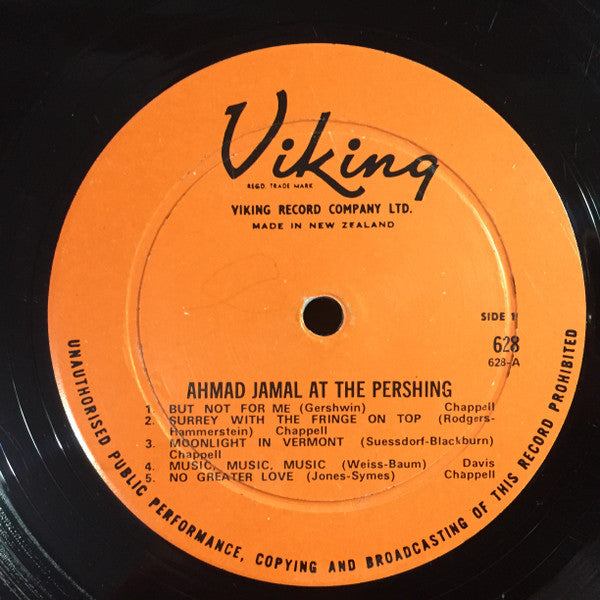 Viking
REGD. TRADE MARK
VIKING RECORD COMPANY LTD.
MADE IN NEW ZEALAND
SIDE 1
628
628-A
AHMAD JAMAL AT THE PERSHING
1. BUT NOT FOR ME (Gershwin) Chappell
2. SURREY WITH THE FRINGE ON TOP (Rodgers-
Hammerstein) Chappell
3. MOONLIGHT IN VERMONT (Suessdorf-Blackburn)
Chappell
4. MUSIC, MUSIC, MUSIC (Weiss-Baum) Davis
5. NO GREATER LOVE (Jones-Symes) Chappell
UNAUTHORISED PUBLIC PERFORMANCE, COPYING AND BROADCASTING OF THIS RECORD PROHIBITED